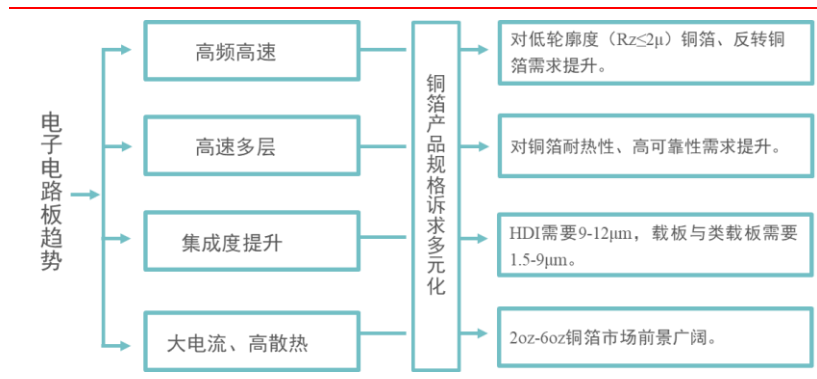 电子电路板趋势
高频高速
高速多层
集成度提升
大电流、高散热
铜箔产品规格诉求多元化
对低轮廓度（Rz≤2μ）铜箔、反转铜
箔需求提升。
对铜箔耐热性、高可靠性需求提升。
HDI需要9-12μm，载板与类载板需要
1.5-9μm。
2oz-6oz铜箔市场前景广阔。